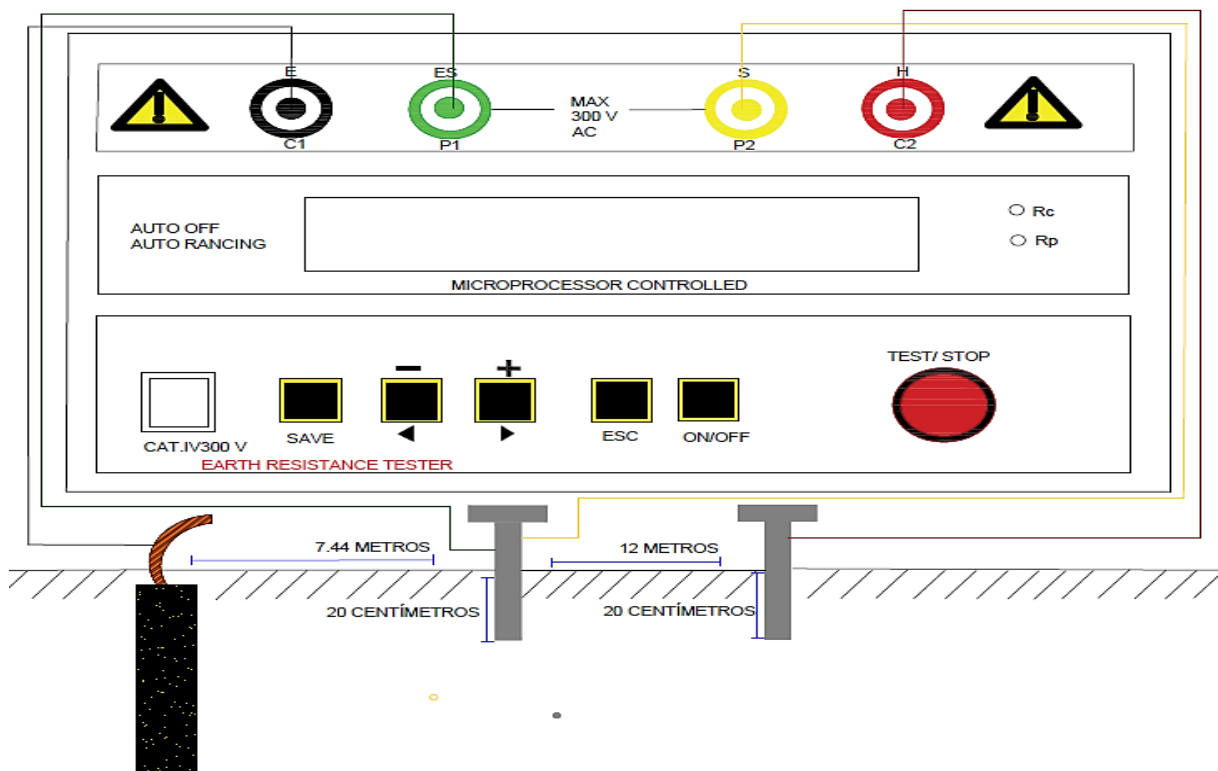 E ES S H
MAX
300 V
AC
C1 P1 P2 C2
AUTO OFF
AUTO RANCING
Rc
Rp
MICROPROCESSOR CONTROLLED
TEST/ STOP
− +
SAVE ESC ON/OFF
CAT.IV300 V
EARTH RESISTANCE TESTER
7.44 METROS 12 METROS
20 CENTÍMETROS 20 CENTÍMETROS